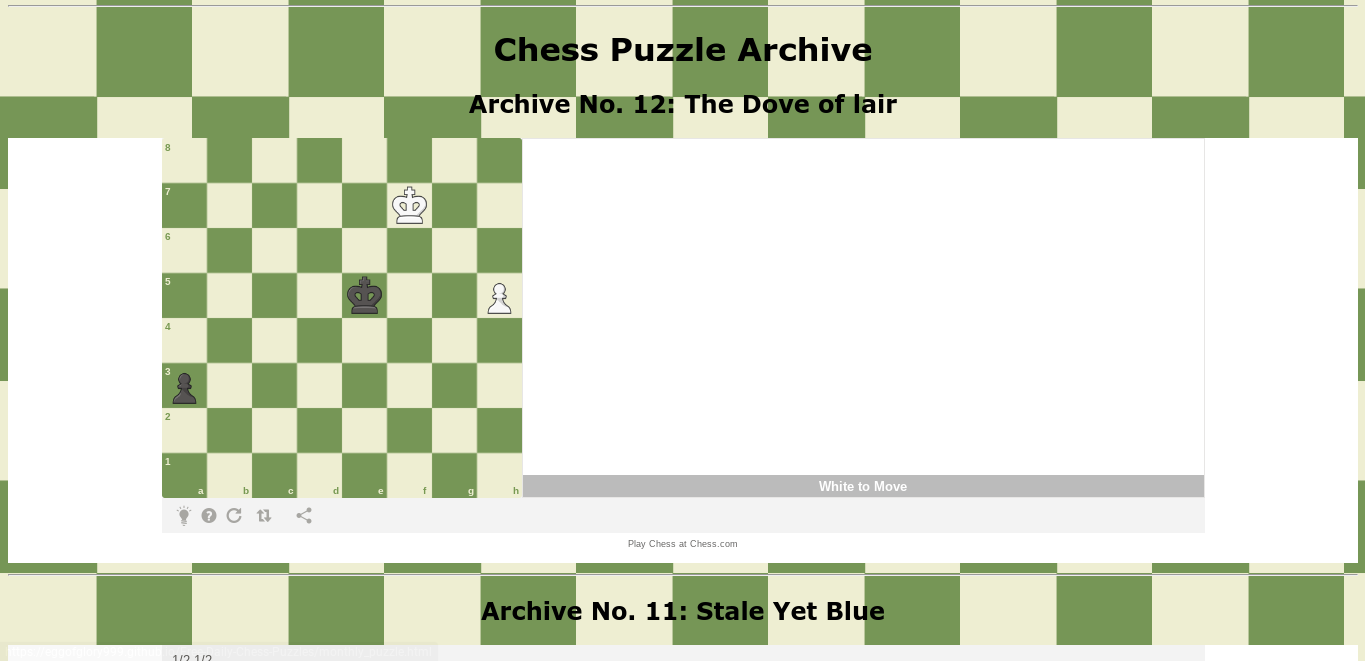 Chess Puzzle Archive
Archive No. 12: The Dove of lair
8
7
6
5
4
3
2
1
a b c d e f g h
White to Move
Play Chess at Chess.com
Archive No. 11: Stale Yet Blue
1/2-1/2